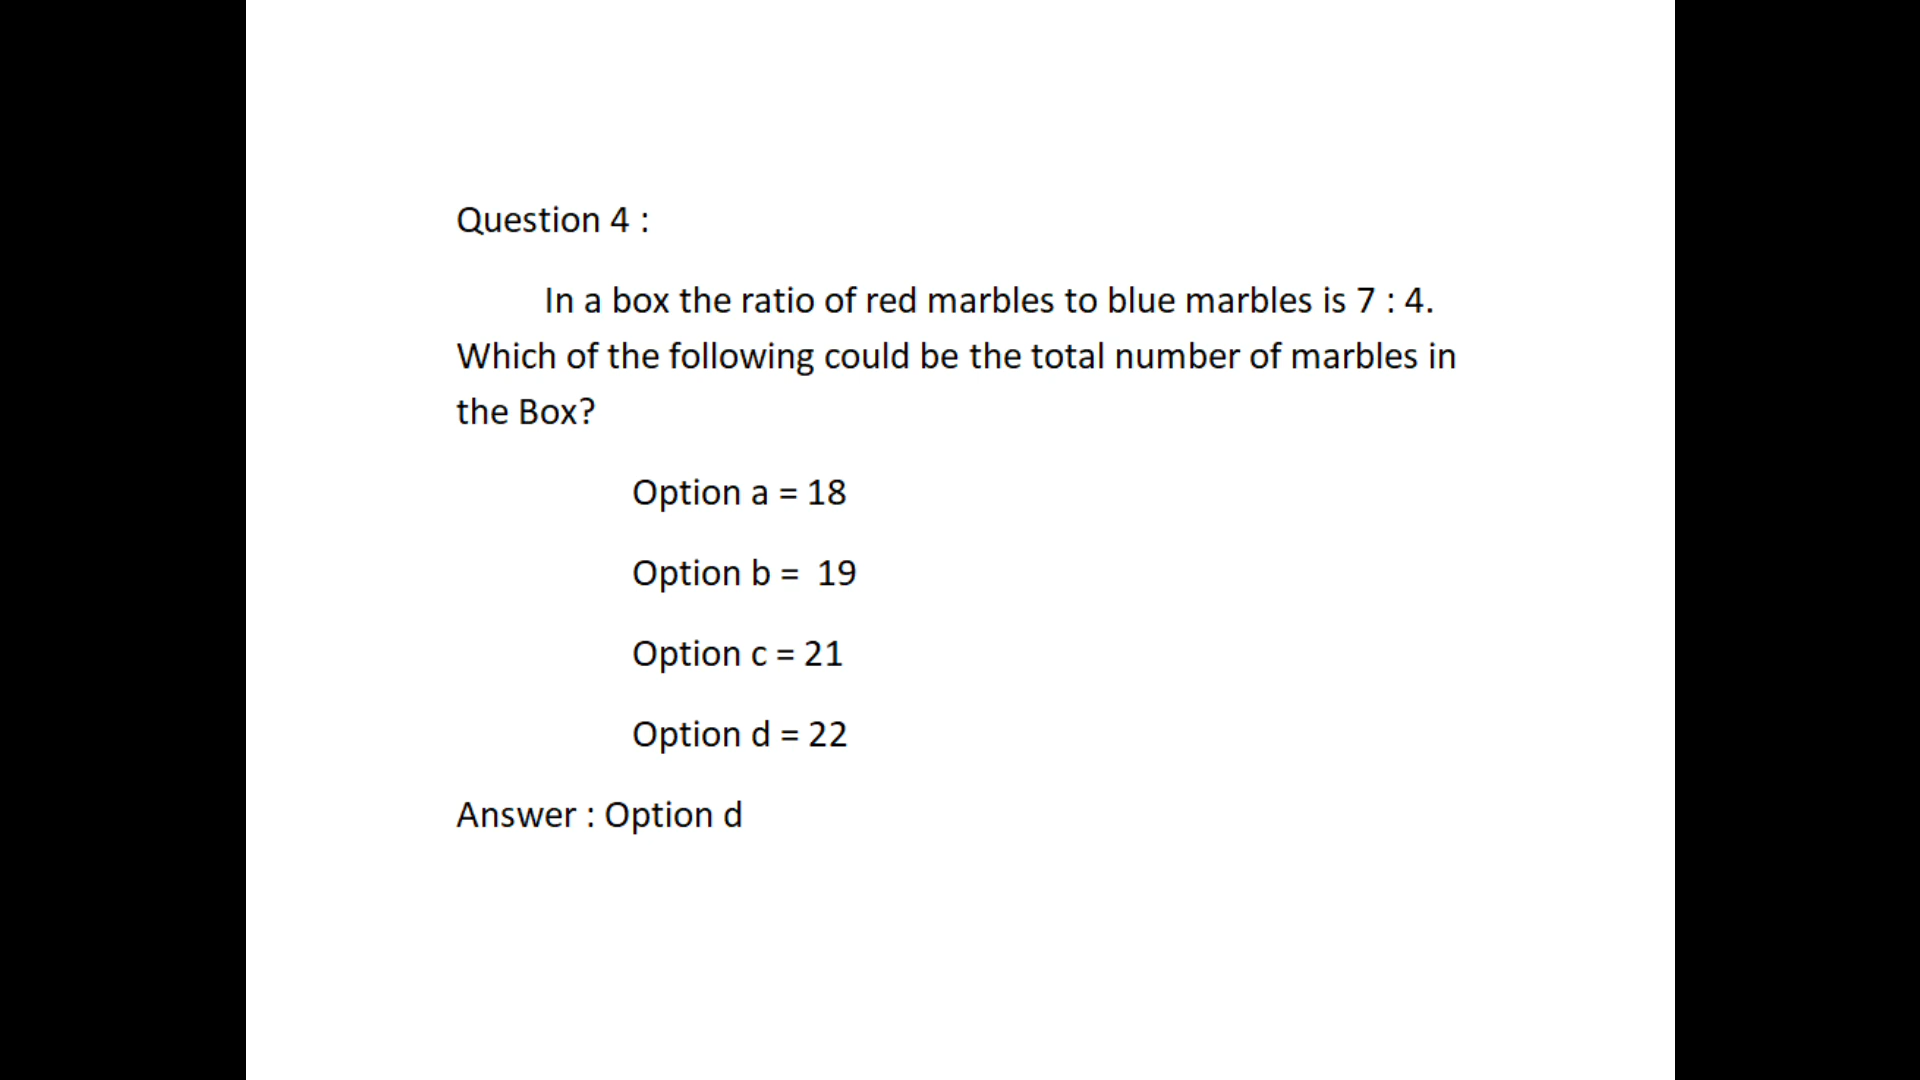 Question 4 :
In a box the ratio of red marbles to blue marbles is 7 : 4.
Which of the following could be the total number of marbles in
the Box?
Option a = 18
Option b =  19
Option c = 21
Option d = 22
Answer : Option d